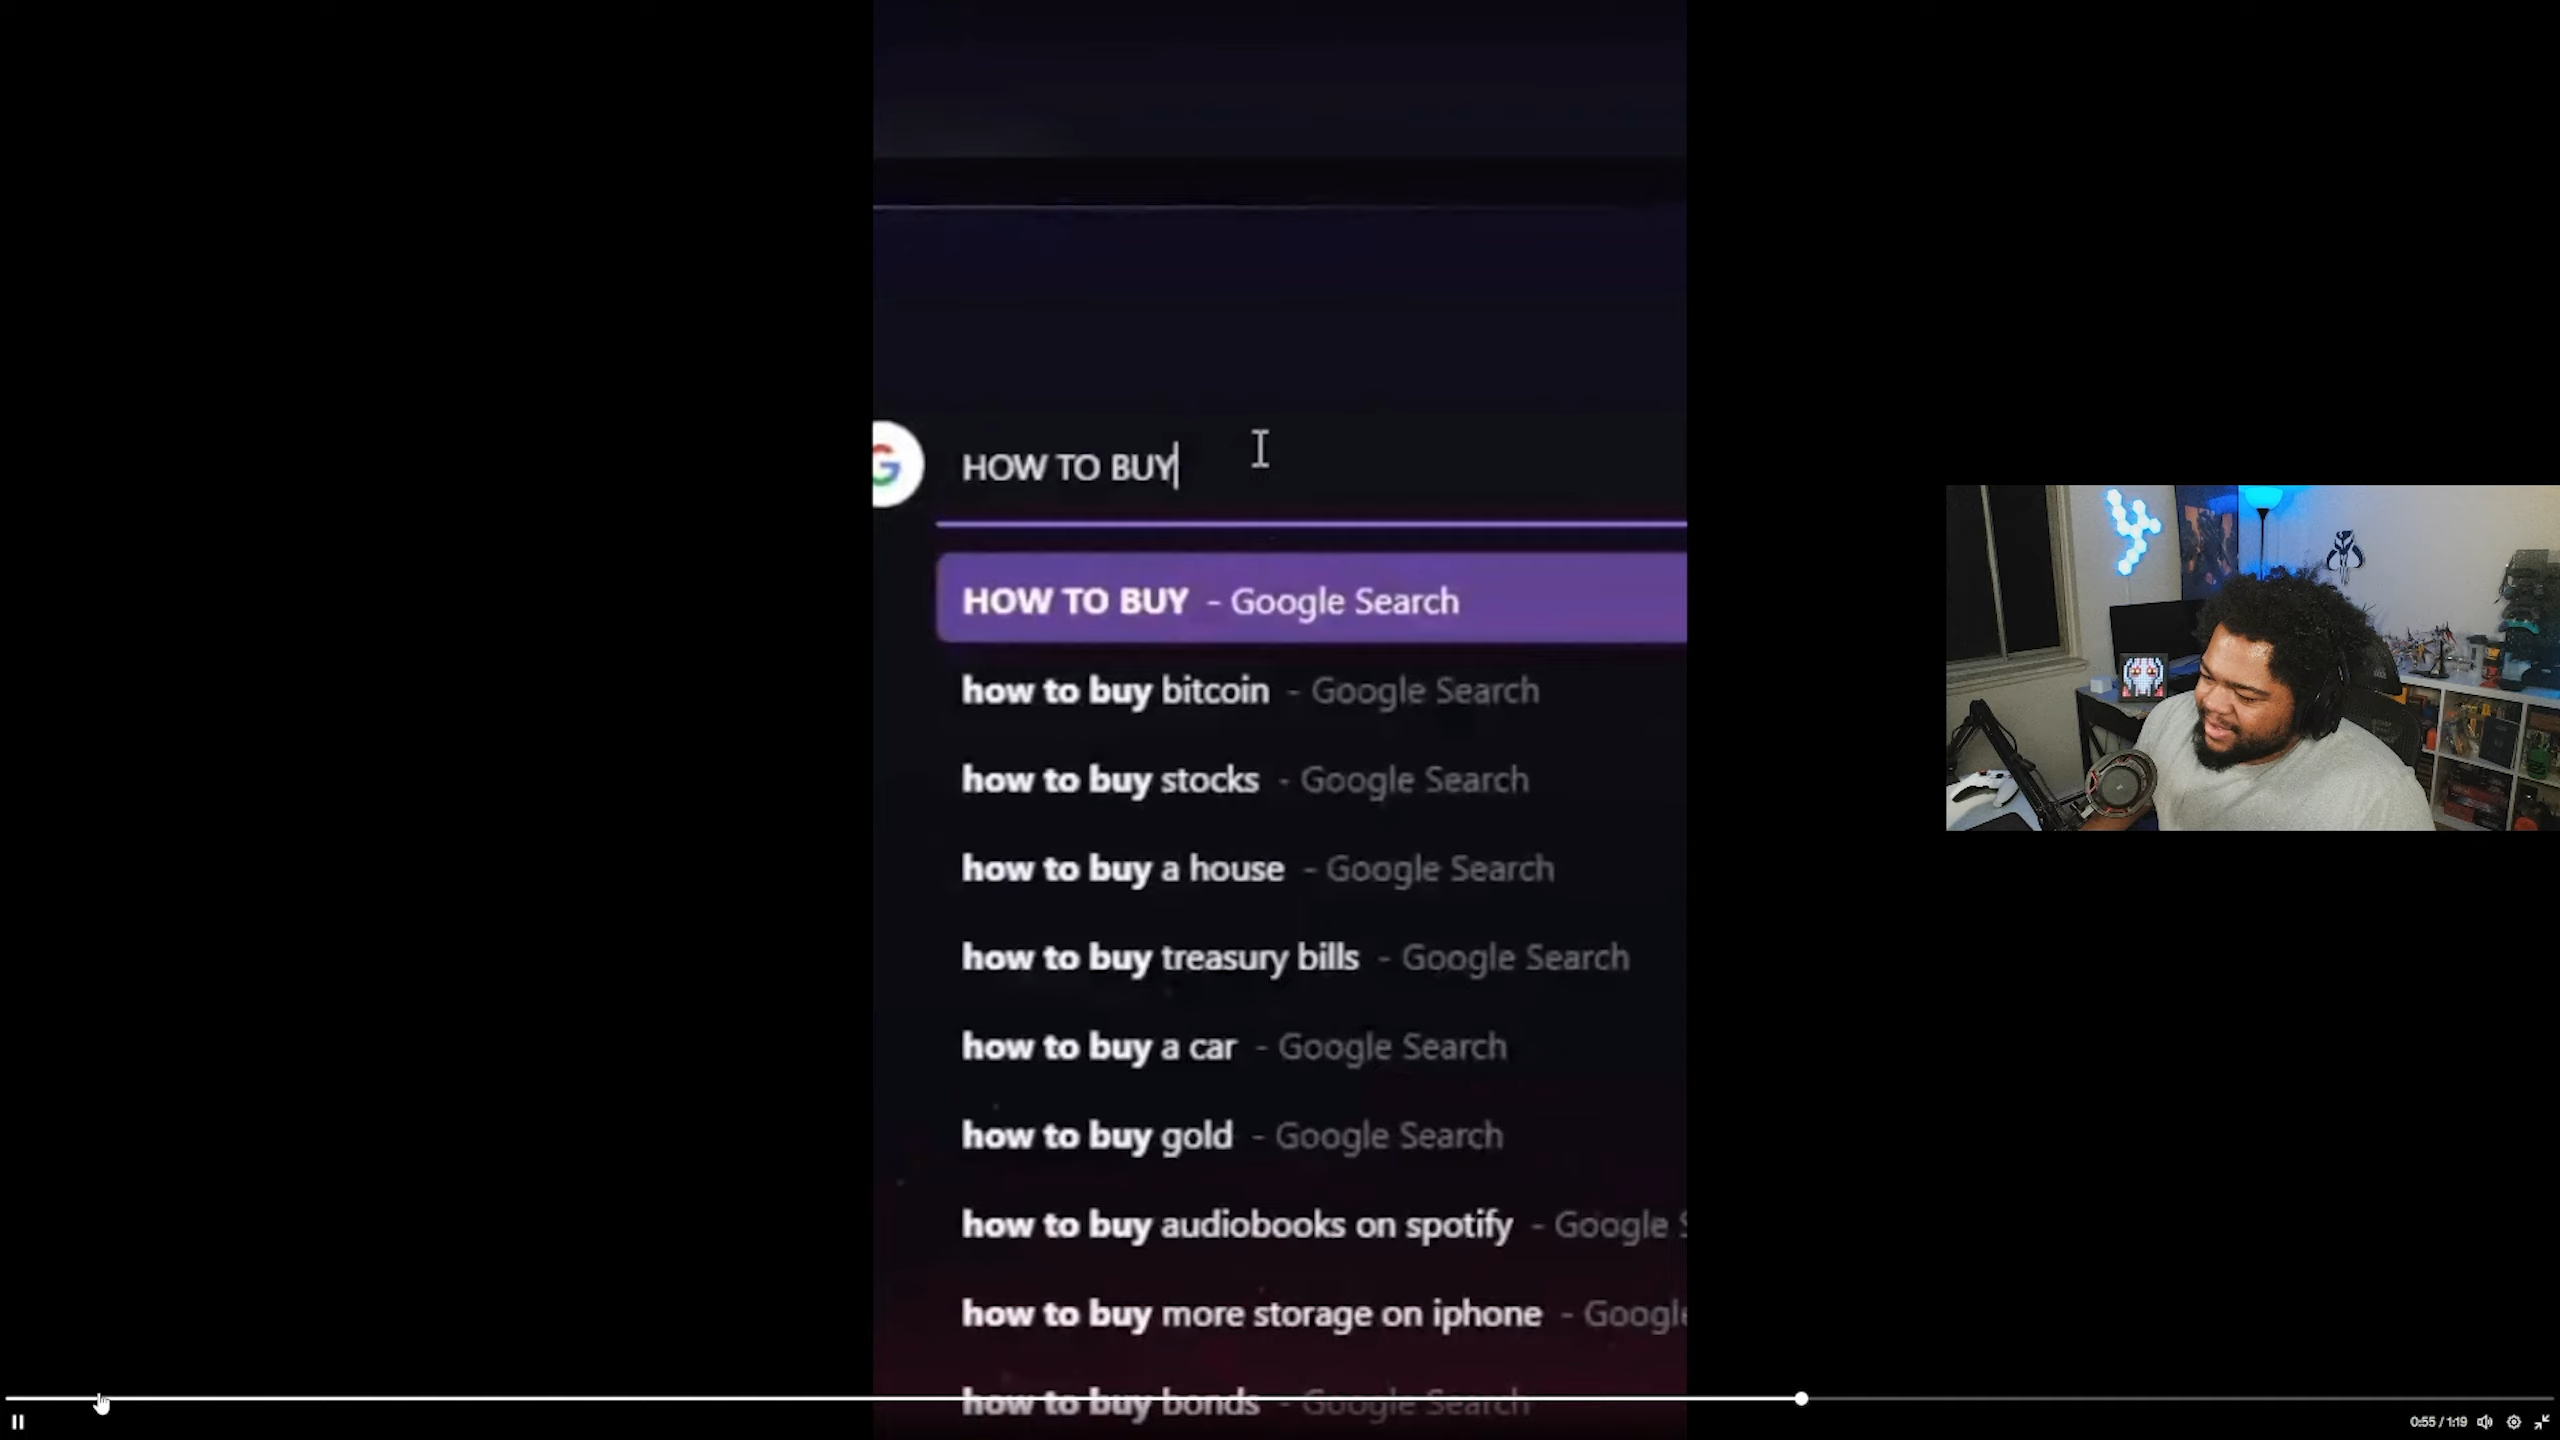 HOW TO BUY
HOW TO BUY - Google Search
how to buy bitcoin - Google Search
how to buy stocks - Google Search
how to buy a house - Google Search
how to buy treasury bills - Google Search
how to buy a car - Google Search
how to buy gold - Google Search
how to buy audiobooks on spotify - Google S
how to buy more storage on iphone - Google
how to buy bonds - Google Search
0:55 / 1:19